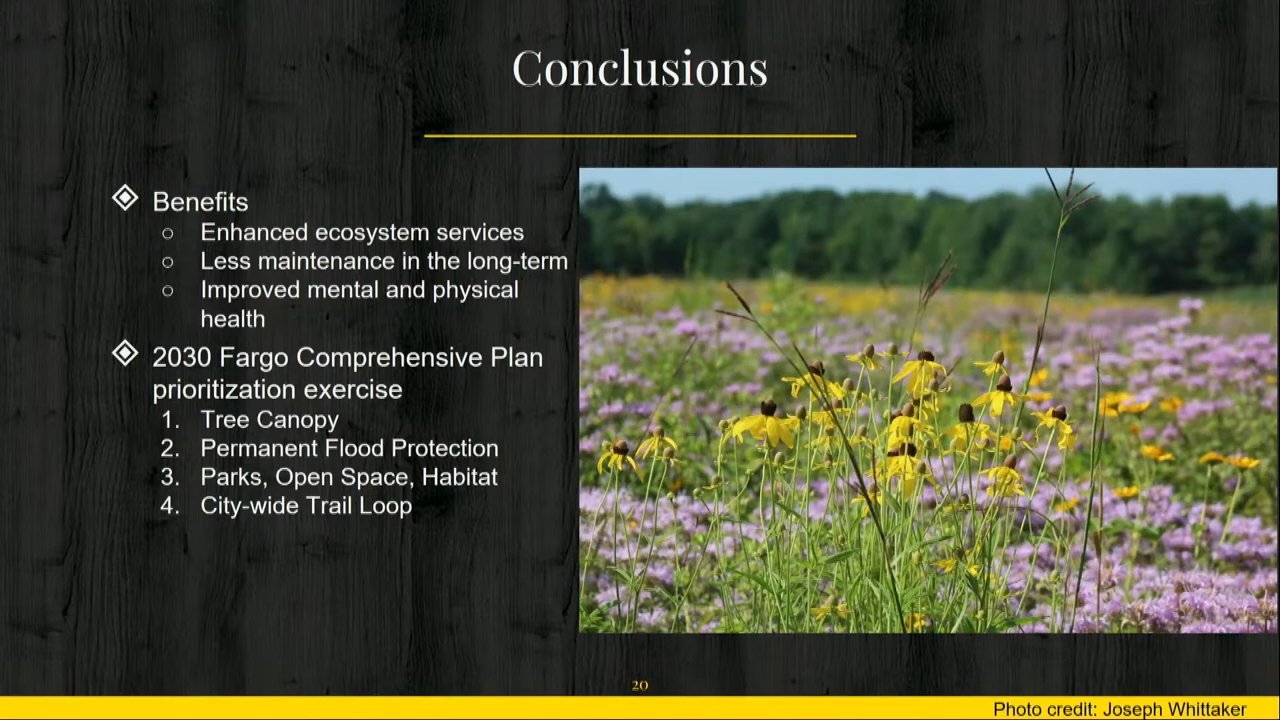 Conclusions
Benefits
○ Enhanced ecosystem services
○ Less maintenance in the long-term
○ Improved mental and physical
health
2030 Fargo Comprehensive Plan
prioritization exercise
1. Tree Canopy
2. Permanent Flood Protection
3. Parks, Open Space, Habitat
4. City-wide Trail Loop
20
Photo credit: Joseph Whittaker